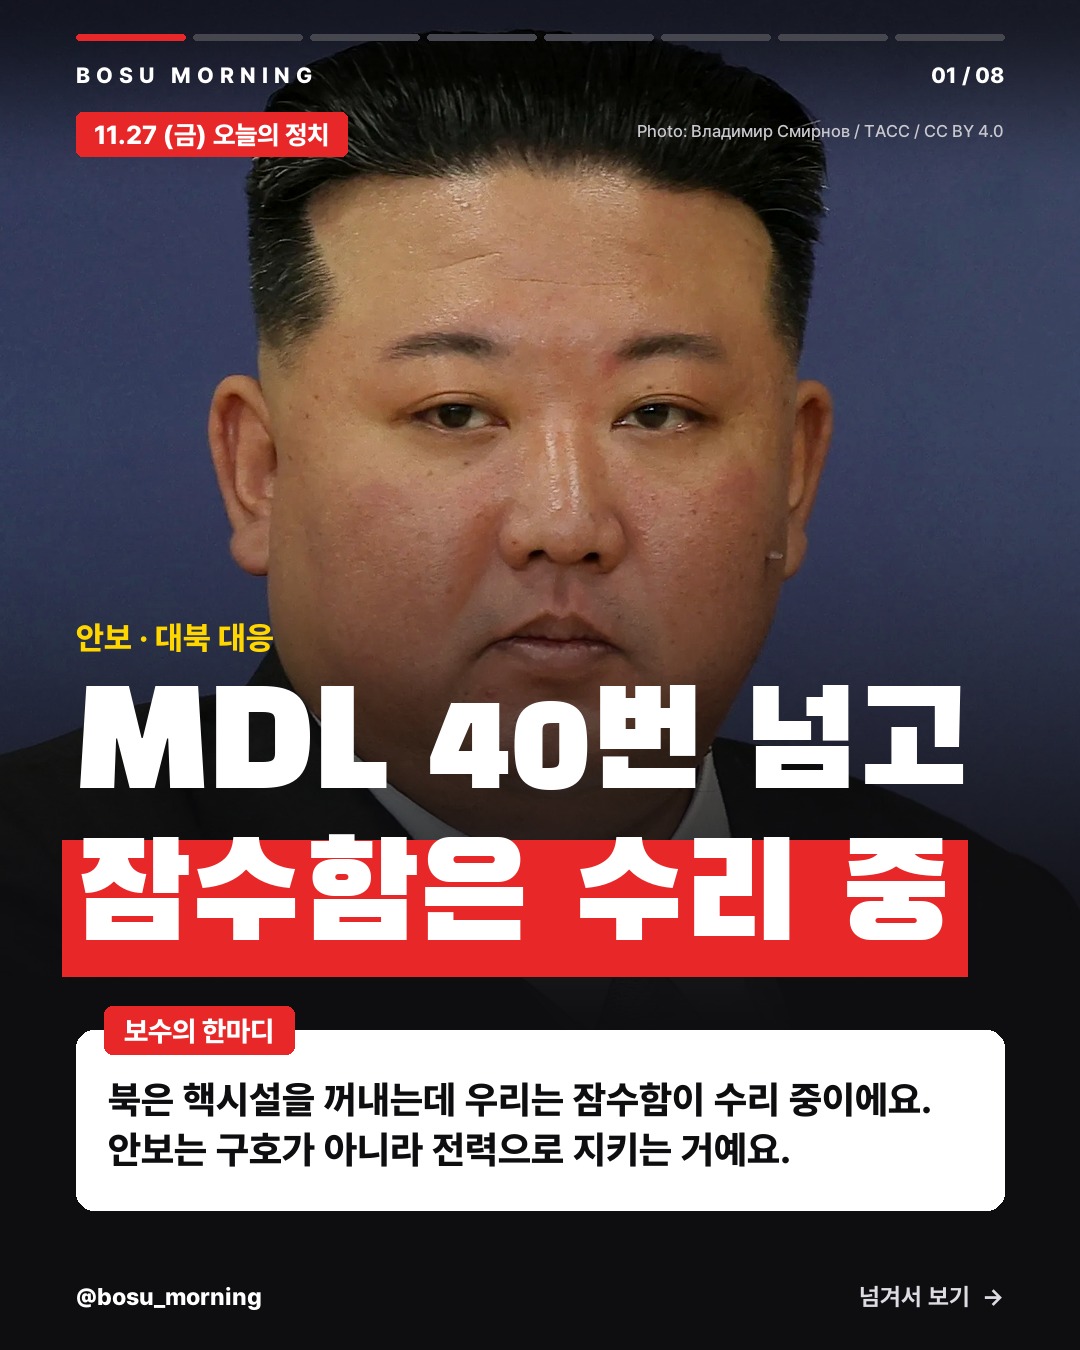 BOSU MORNING
01 / 08
11.27 (금) 오늘의 정치
Photo: Владимир Смирнов / ТАСС / CC BY 4.0
안보 · 대북 대응
MDL 40번 넘고
잠수함은 수리 중
보수의 한마디
북은 핵시설을 꺼내는데 우리는 잠수함이 수리 중이에요.
안보는 구호가 아니라 전력으로 지키는 거예요.
@bosu_morning
넘겨서 보기 →